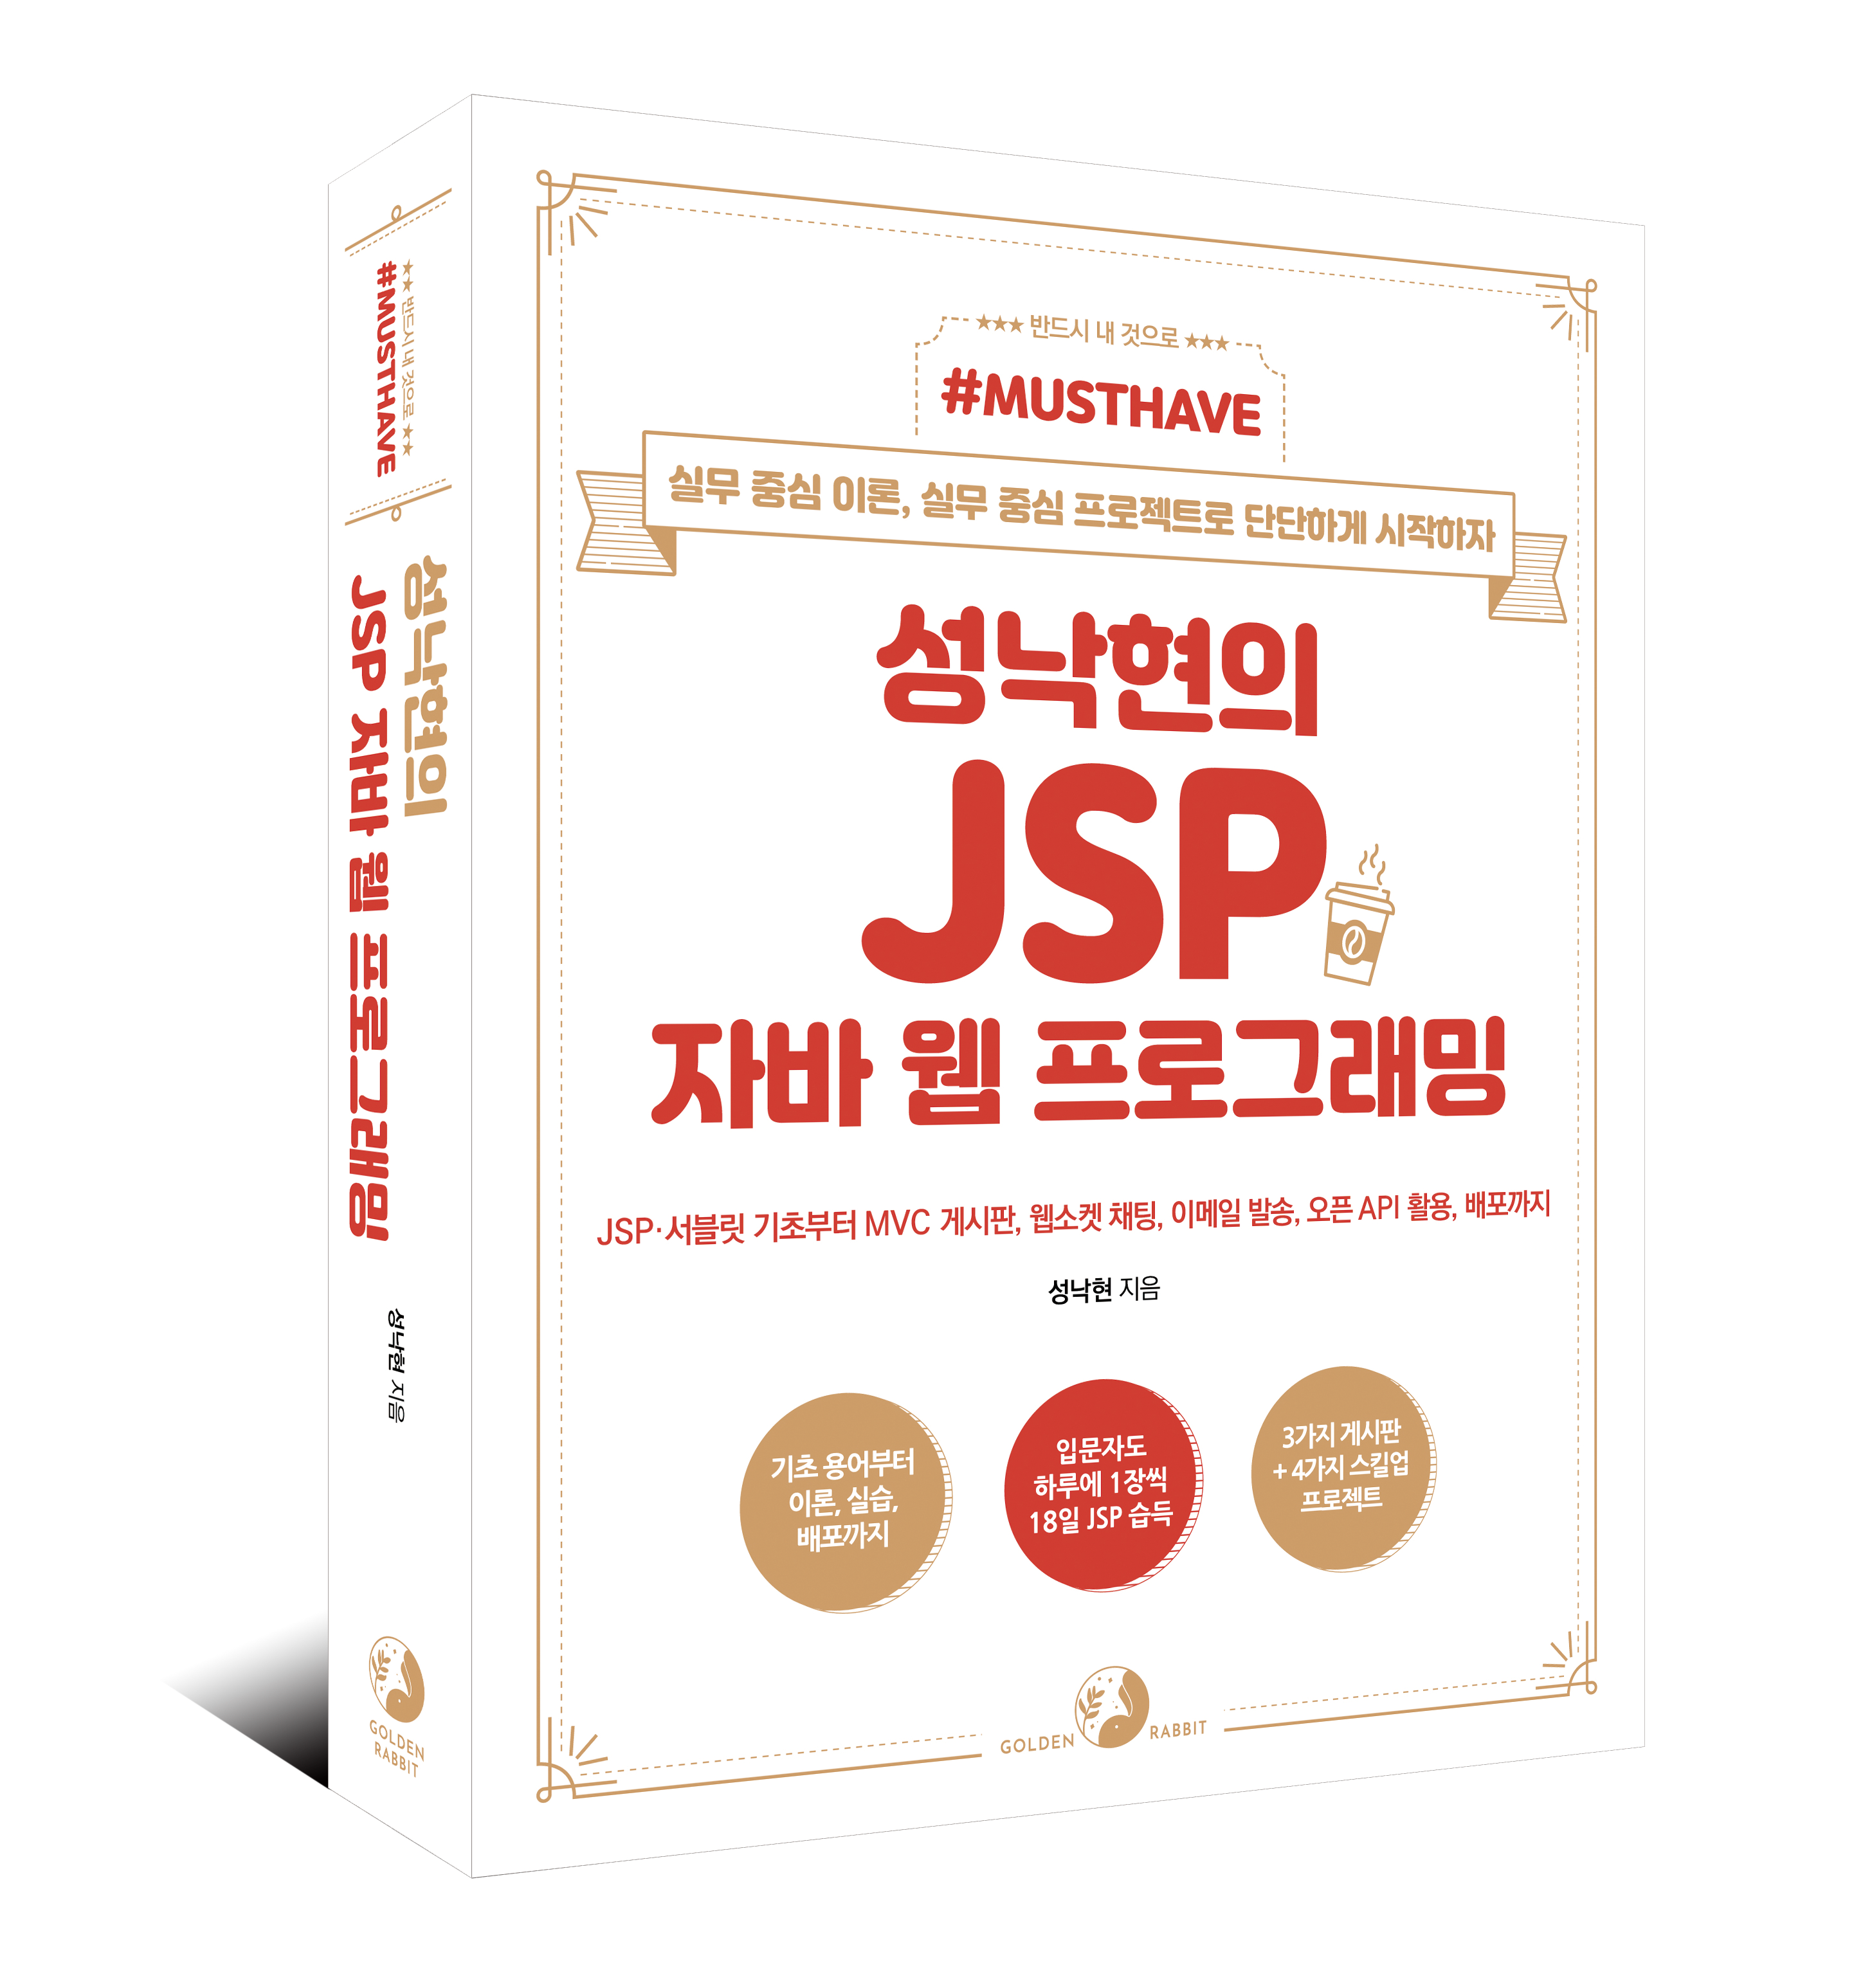 ★★★ 반드시 내 것으로 ★★★
#MUSTHAVE
실무 중심 이론, 실무 중심 프로젝트로 단단하게 시작하자
성낙현의
JSP
자바 웹 프로그래밍
JSP·서블릿 기초부터 MVC 게시판, 웹소켓 채팅, 이메일 발송, 오픈 API 활용, 배포까지
성낙현 지음
기초 용어부터
이론, 실습,
배포까지
입문자도
하루에 1장씩
18일 JSP 습득
3가지 게시판
+ 4가지 스킬업
프로젝트
GOLDEN RABBIT
★★ 반드시 내 것으로 ★★
#MUSTHAVE
성낙현의
JSP 자바 웹 프로그래밍
성낙현 지음
GOLDEN
RABBIT